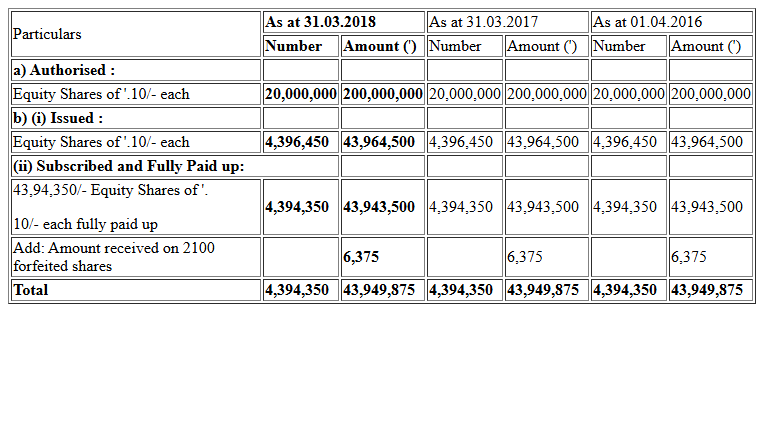 Particulars As at 31.03.2018 As at 31.03.2017 As at 01.04.2016
Number Amount (') Number Amount (') Number Amount (')
a) Authorised :
Equity Shares of '.10/- each 20,000,000 200,000,000 20,000,000 200,000,000 20,000,000 200,000,000
b) (i) Issued :
Equity Shares of '.10/- each 4,396,450 43,964,500 4,396,450 43,964,500 4,396,450 43,964,500
(ii) Subscribed and Fully Paid up:
43,94,350/- Equity Shares of '.
10/- each fully paid up 4,394,350 43,943,500 4,394,350 43,943,500 4,394,350 43,943,500
Add: Amount received on 2100
forfeited shares 6,375 6,375 6,375
Total 4,394,350 43,949,875 4,394,350 43,949,875 4,394,350 43,949,875